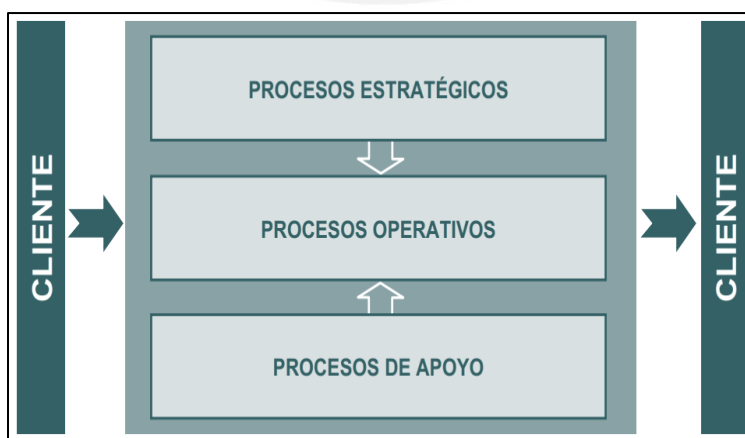 CLIENTE
PROCESOS ESTRATÉGICOS
PROCESOS OPERATIVOS
PROCESOS DE APOYO
CLIENTE